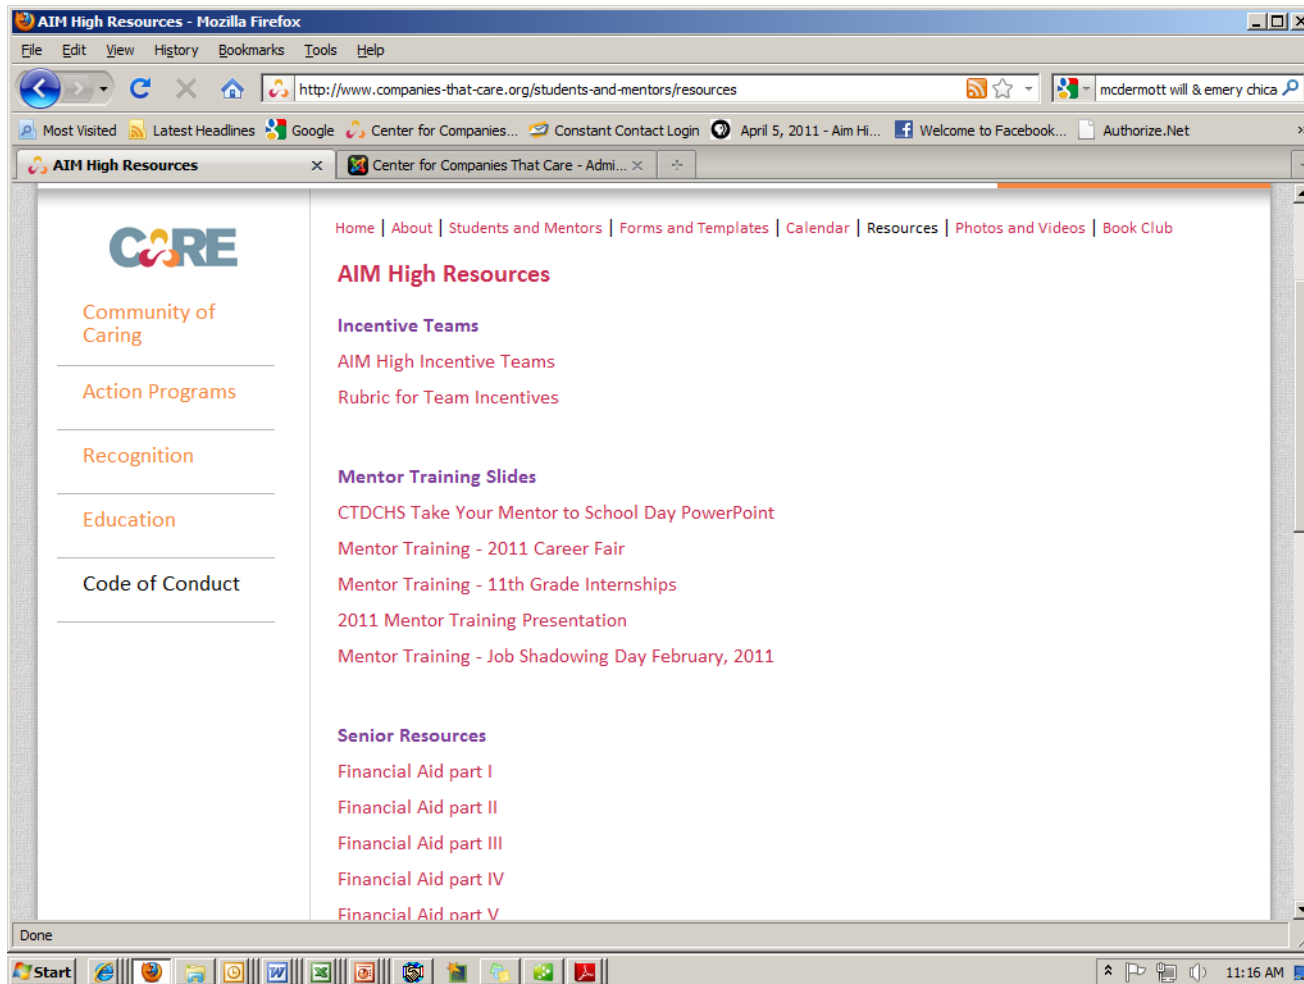 AIM High Resources - Mozilla Firefox
File Edit View History Bookmarks Tools Help
http://www.companies-that-care.org/students-and-mentors/resources
mcdermott will & emery chica
Most Visited Latest Headlines Google Center for Companies... Constant Contact Login April 5, 2011 - Aim Hi... Welcome to Facebook... Authorize.Net
AIM High Resources Center for Companies That Care - Admi...
CARE
Home | About | Students and Mentors | Forms and Templates | Calendar | Resources | Photos and Videos | Book Club
AIM High Resources
Community of
Caring
Action Programs
Recognition
Education
Code of Conduct
Incentive Teams
AIM High Incentive Teams
Rubric for Team Incentives
Mentor Training Slides
CTDCHS Take Your Mentor to School Day PowerPoint
Mentor Training - 2011 Career Fair
Mentor Training - 11th Grade Internships
2011 Mentor Training Presentation
Mentor Training - Job Shadowing Day February, 2011
Senior Resources
Financial Aid part I
Financial Aid part II
Financial Aid part III
Financial Aid part IV
Financial Aid part V
Done
Start
11:16 AM